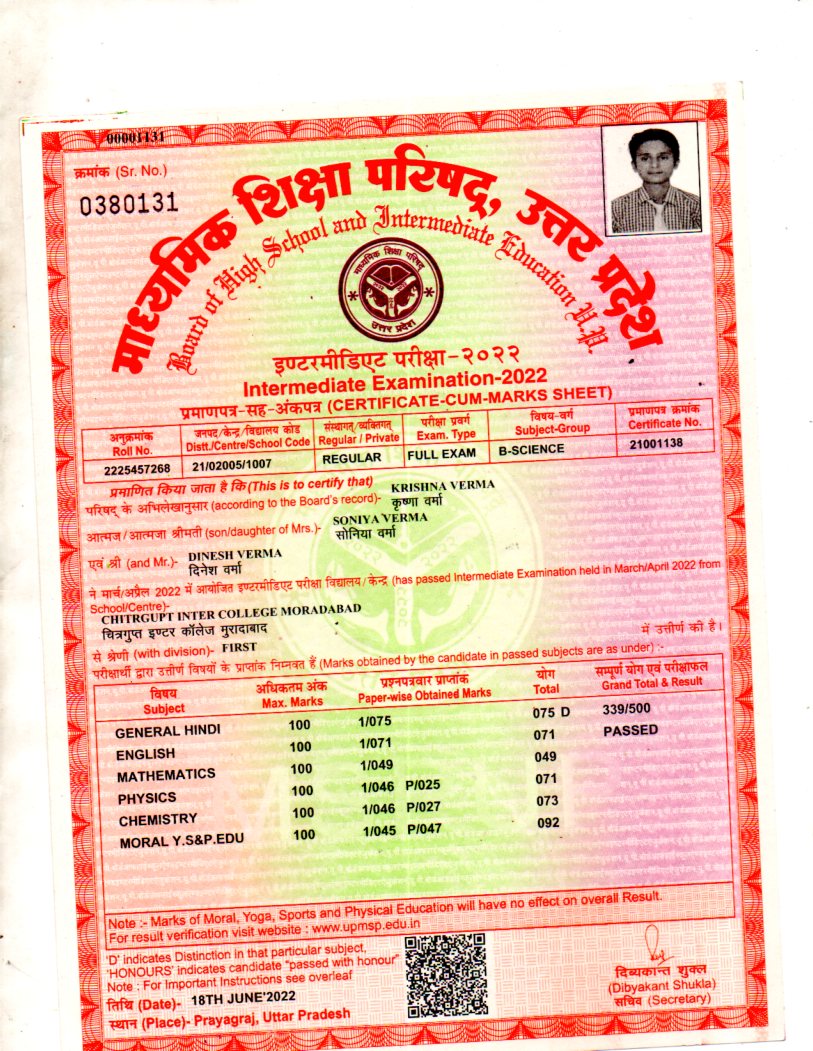 00001131
क्रमांक (Sr. No.)
0380131
माध्यमिक शिक्षा परिषद्, उत्तर प्रदेश
Board of High School and Intermediate Education U.P.
माध्यमिक शिक्षा परिषद्
उत्तर प्रदेश
इण्टरमीडिएट परीक्षा-२०२२
Intermediate Examination-2022
प्रमाणपत्र-सह-अंकपत्र (CERTIFICATE-CUM-MARKS SHEET)
अनुक्रमांक जनपद/केन्द्र/विद्यालय कोड संस्थागत/व्यक्तिगत परीक्षा प्रवर्ग विषय-वर्ग प्रमाणपत्र क्रमांक
Roll No. Distt./Centre/School Code Regular / Private Exam. Type Subject-Group Certificate No.
2225457268 21/02005/1007 REGULAR FULL EXAM B-SCIENCE 21001138
प्रमाणित किया जाता है कि (This is to certify that) KRISHNA VERMA
परिषद् के अभिलेखानुसार (according to the Board's record)- कृष्णा वर्मा
SONIYA VERMA
आत्मज/आत्मजा श्रीमती (son/daughter of Mrs.)- सोनिया वर्मा
एवं श्री (and Mr.)- DINESH VERMA
दिनेश वर्मा
ने मार्च/अप्रैल 2022 में आयोजित इण्टरमीडिएट परीक्षा विद्यालय/केन्द्र (has passed Intermediate Examination held in March/April 2022 from
School/Centre)-
CHITRGUPT INTER COLLEGE MORADABAD
चित्रगुप्त इण्टर कॉलेज मुरादाबाद में उत्तीर्ण की है।
से श्रेणी (with division)- FIRST
परीक्षार्थी द्वारा उत्तीर्ण विषयों के प्राप्तांक निम्नवत हैं (Marks obtained by the candidate in passed subjects are as under) :-
विषय अधिकतम अंक प्रश्नपत्रवार प्राप्तांक योग सम्पूर्ण योग एवं परीक्षाफल
Subject Max. Marks Paper-wise Obtained Marks Total Grand Total & Result
GENERAL HINDI 100 1/075 075 D 339/500
ENGLISH 100 1/071 071 PASSED
MATHEMATICS 100 1/049 049
PHYSICS 100 1/046 P/025 071
CHEMISTRY 100 1/046 P/027 073
MORAL Y.S&P.EDU 100 1/045 P/047 092
Note :- Marks of Moral, Yoga, Sports and Physical Education will have no effect on overall Result.
For result verification visit website : www.upmsp.edu.in
'D' indicates Distinction in that particular subject,
'HONOURS' indicates candidate "passed with honour"
Note : For Important Instructions see overleaf
तिथि (Date)- 18TH JUNE'2022
स्थान (Place)- Prayagraj, Uttar Pradesh
दिव्यकान्त शुक्ल
(Dibyakant Shukla)
सचिव (Secretary)